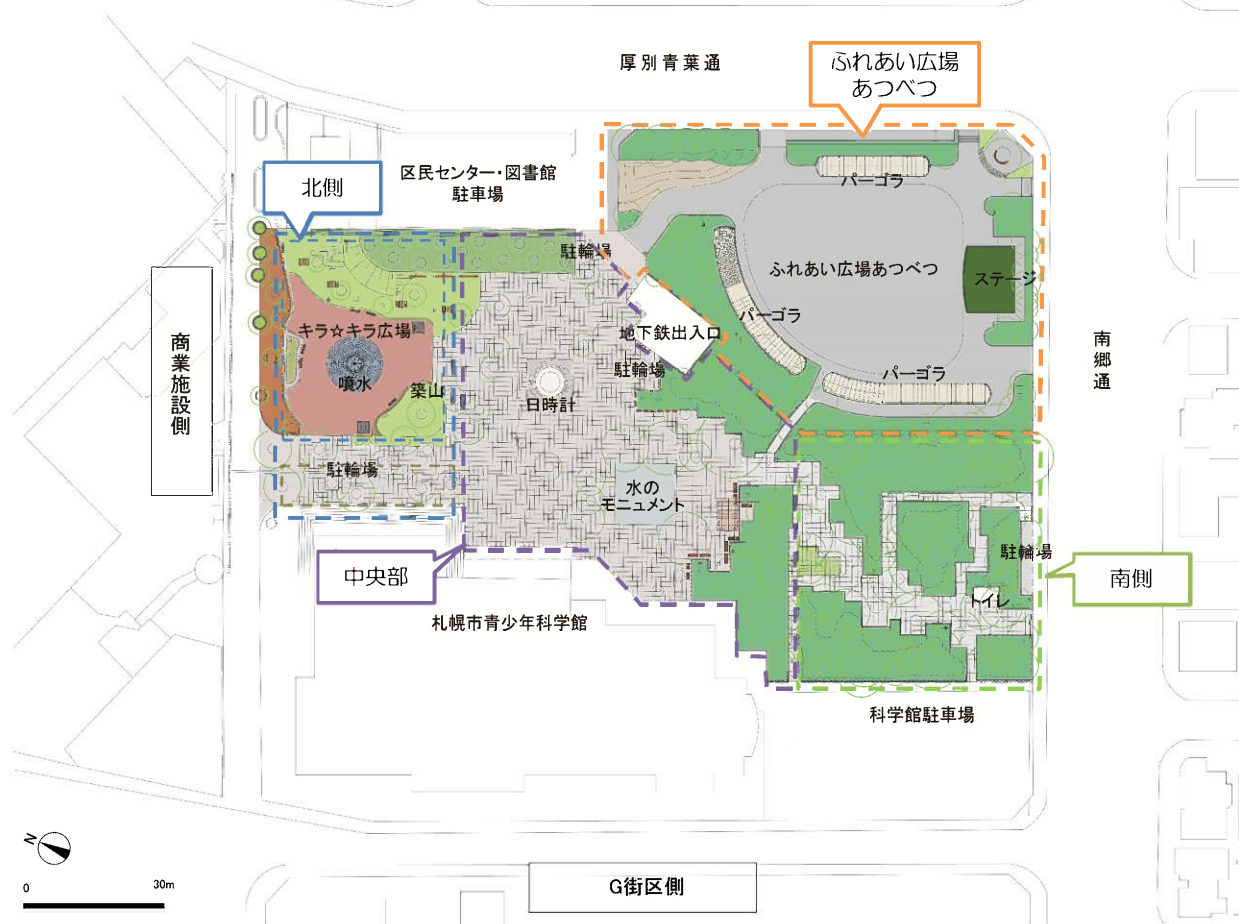 厚別青葉通
ふれあい広場
あつべつ
北側
区民センター・図書館
駐車場
パーゴラ
駐輪場
ふれあい広場あつべつ
ステージ
キラ☆キラ広場
パーゴラ
地下鉄出入口
商業施設側
南郷通
噴水
築山
日時計
駐輪場
パーゴラ
駐輪場
水の
モニュメント
駐輪場
中央部
南側
トイレ
札幌市青少年科学館
科学館駐車場
N
0
30m
G街区側